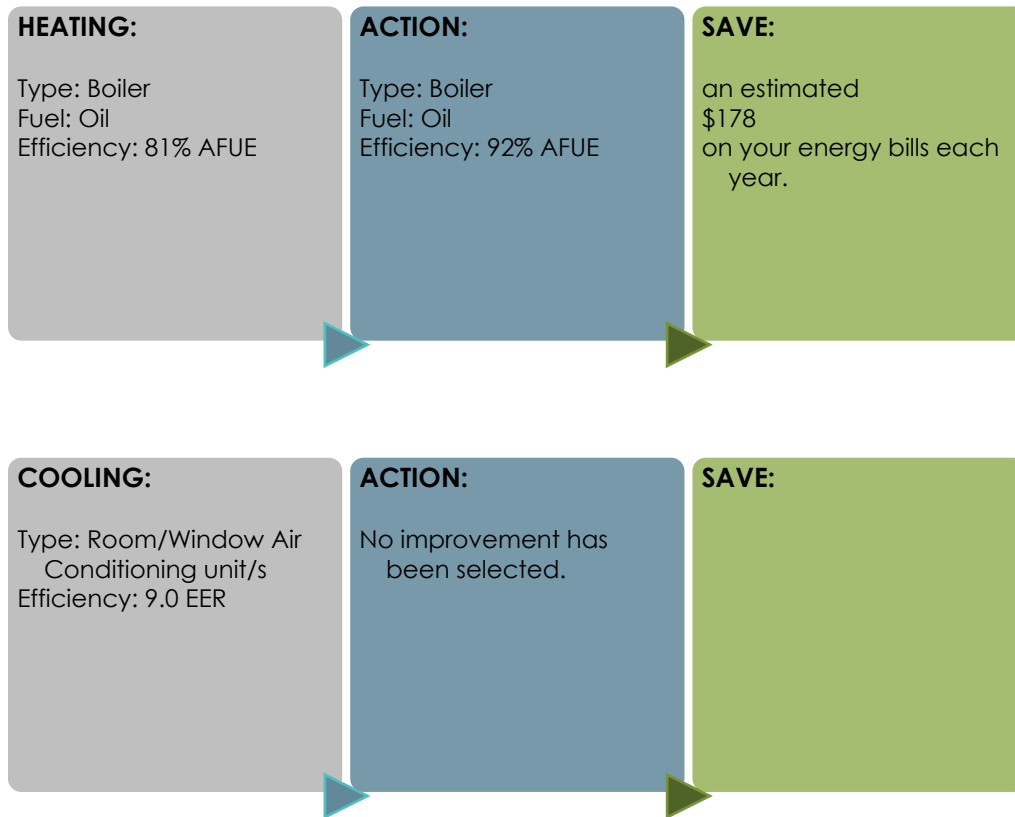 HEATING:
Type: Boiler
Fuel: Oil
Efficiency: 81% AFUE
ACTION:
Type: Boiler
Fuel: Oil
Efficiency: 92% AFUE
SAVE:
an estimated
$178
on your energy bills each
year.
COOLING:
Type: Room/Window Air
Conditioning unit/s
Efficiency: 9.0 EER
ACTION:
No improvement has
been selected.
SAVE: